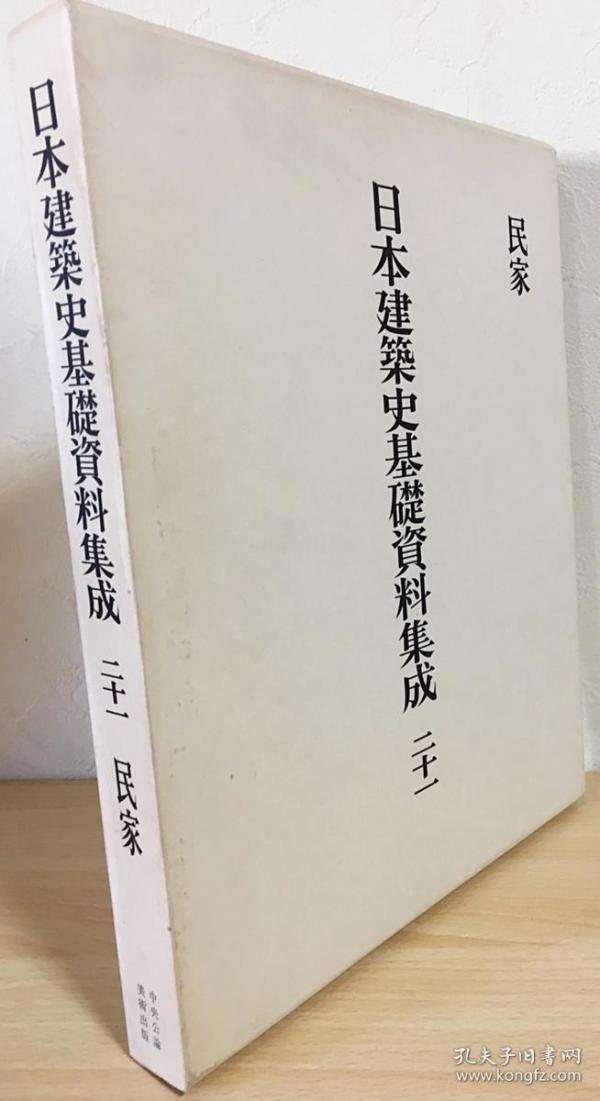 民家
日本建築史基礎資料集成 二十一
日本建築史基礎資料集成 二十一 民家
中央公論
美術出版
孔夫子旧书网
www.kongfz.com